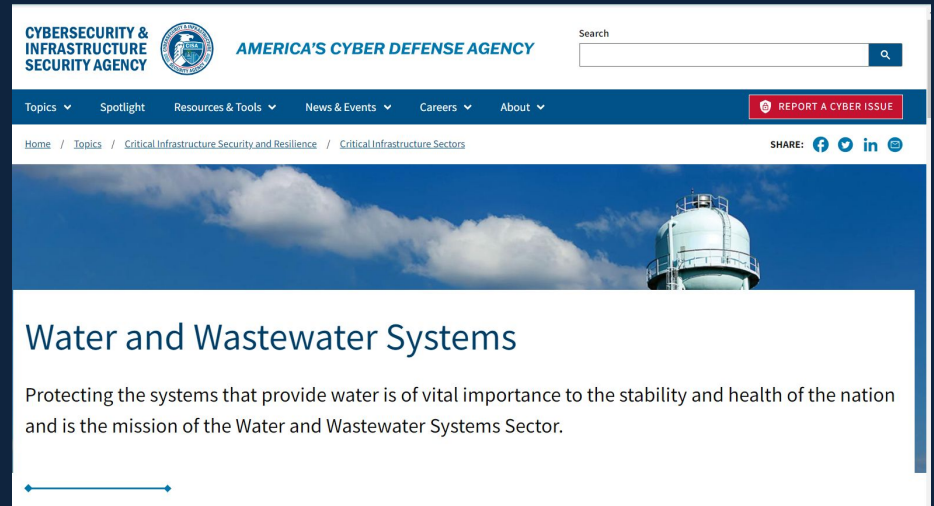 CYBERSECURITY &
INFRASTRUCTURE
SECURITY AGENCY
CISA
AMERICA'S CYBER DEFENSE AGENCY
Search
Topics Spotlight Resources & Tools News & Events Careers About
REPORT A CYBER ISSUE
Home / Topics / Critical Infrastructure Security and Resilience / Critical Infrastructure Sectors
SHARE:
Water and Wastewater Systems
Protecting the systems that provide water is of vital importance to the stability and health of the nation
and is the mission of the Water and Wastewater Systems Sector.